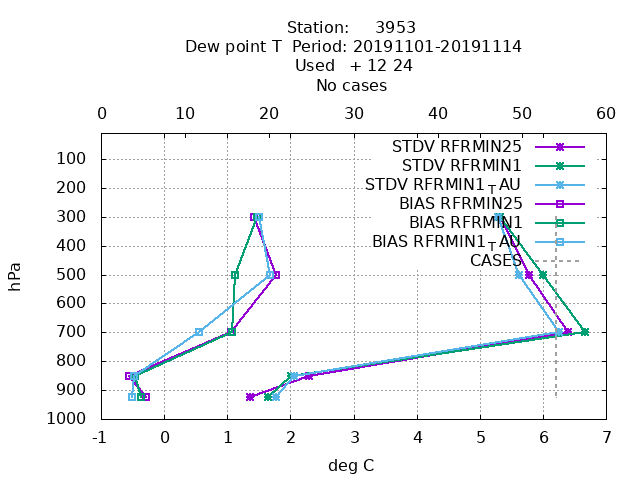 Station: 3953
Dew point T Period: 20191101-20191114
Used + 12 24
No cases
0 10 20 30 40 50 60
STDV RFRMIN25
STDV RFRMIN1
STDV RFRMIN1TAU
BIAS RFRMIN25
BIAS RFRMIN1
BIAS RFRMIN1TAU
CASES
100
200
300
400
500
600
700
800
900
1000
hPa
-1 0 1 2 3 4 5 6 7
deg C